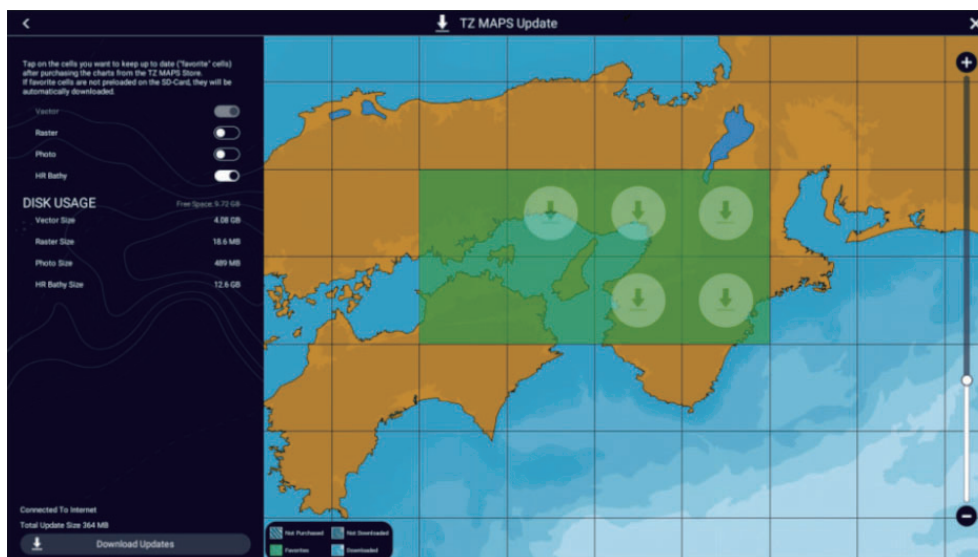 TZ MAPS Update
Tap on the cells you want to keep up to date ("favorite" cells)
after purchasing the charts from the TZ MAPS Store.
If favorite cells are not preloaded on the SD-Card, they will be
automatically downloaded.
Vector
Raster
Photo
HR Bathy
DISK USAGE Free Space: 9.72 GB
Vector Size 4.08 GB
Raster Size 18.6 MB
Photo Size 489 MB
HR Bathy Size 12.6 GB
Connected To Internet
Total Update Size 364 MB
Download Updates
Not Purchased Not Downloaded
Favorites Downloaded